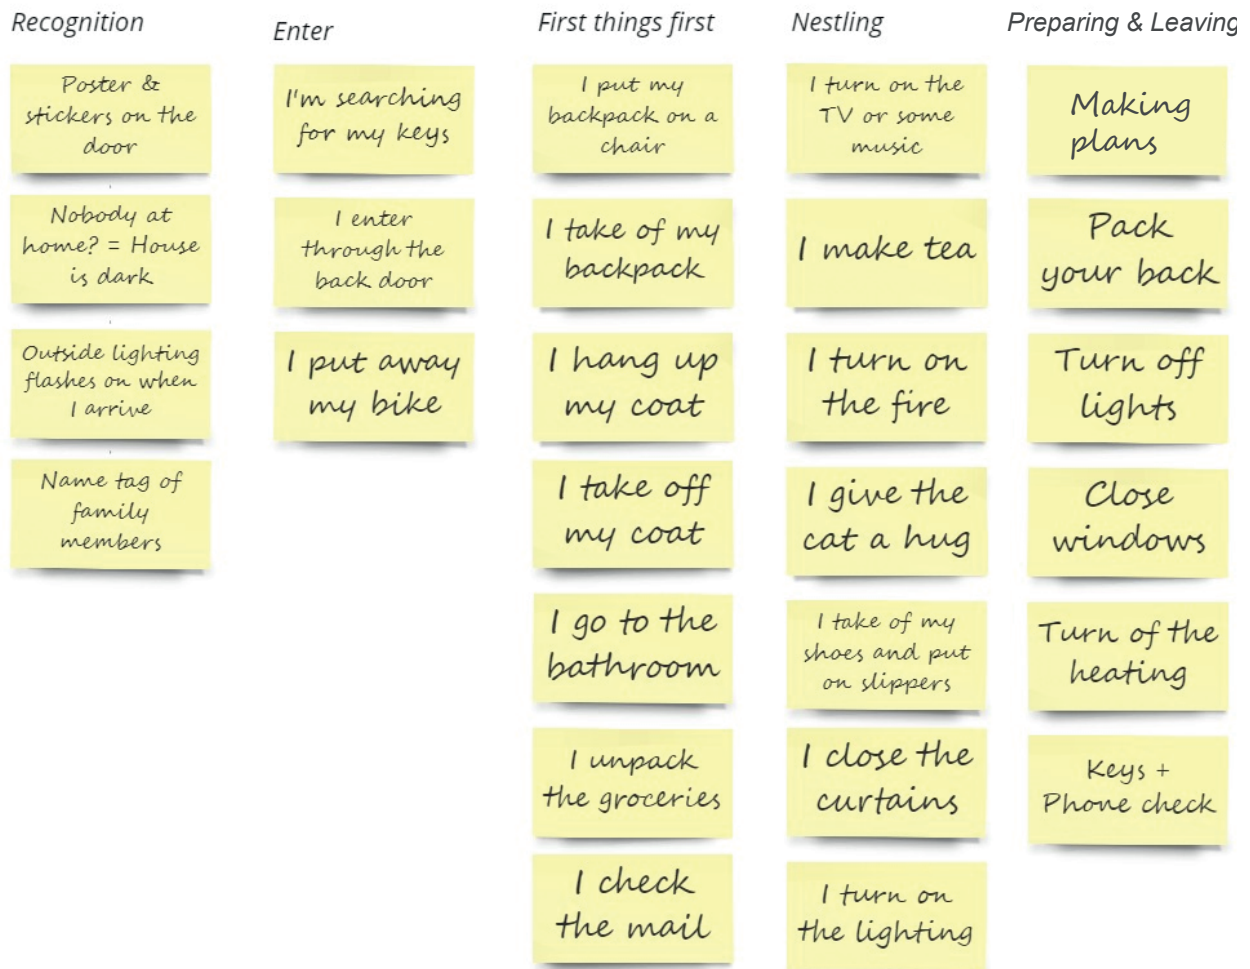 Recognition
Poster &
stickers on the
door
Nobody at
home? = House
is dark
Outside lighting
flashes on when
I arrive
Name tag of
family
members
Enter
I'm searching
for my keys
I enter
through the
back door
I put away
my bike
First things first
I put my
backpack on a
chair
I take of my
backpack
I hang up
my coat
I take off
my coat
I go to the
bathroom
I unpack
the groceries
I check
the mail
Nestling
I turn on the
TV or some
music
I make tea
I turn on
the fire
I give the
cat a hug
I take of my
shoes and put
on slippers
I close the
curtains
I turn on
the lighting
Preparing & Leaving
Making
plans
Pack
your back
Turn off
lights
Close
windows
Turn of the
heating
Keys +
Phone check